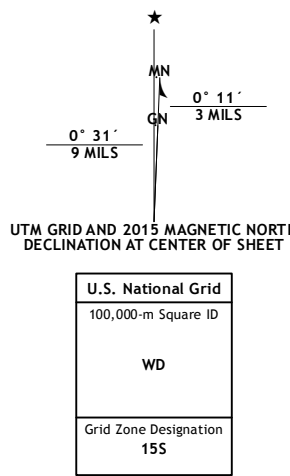 ★
MN
0° 11´
3 MILS
GN
0° 31´
9 MILS
UTM GRID AND 2015 MAGNETIC NORTH
DECLINATION AT CENTER OF SHEET
U.S. National Grid
100,000-m Square ID
WD
Grid Zone Designation
15S